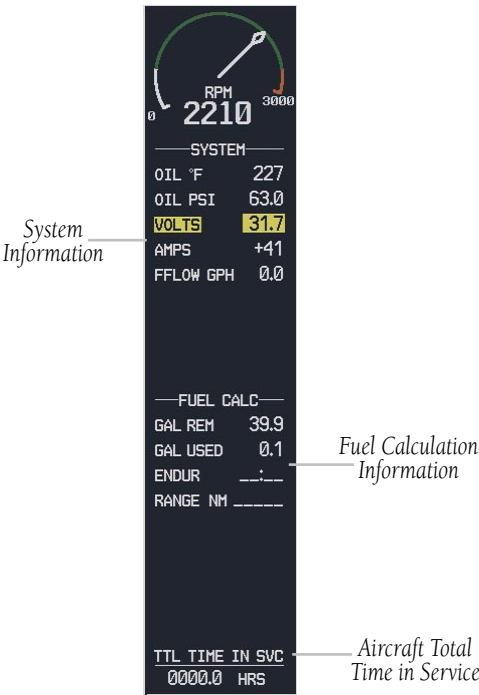 RPM
2210
0
3000
SYSTEM
OIL °F 227
OIL PSI 63.0
VOLTS 31.7
AMPS +41
FFLOW GPH 0.0
System
Information
FUEL CALC
GAL REM 39.9
GAL USED 0.1
ENDUR __:__
RANGE NM _____
Fuel Calculation
Information
TTL TIME IN SVC
0000.0 HRS
Aircraft Total
Time in Service